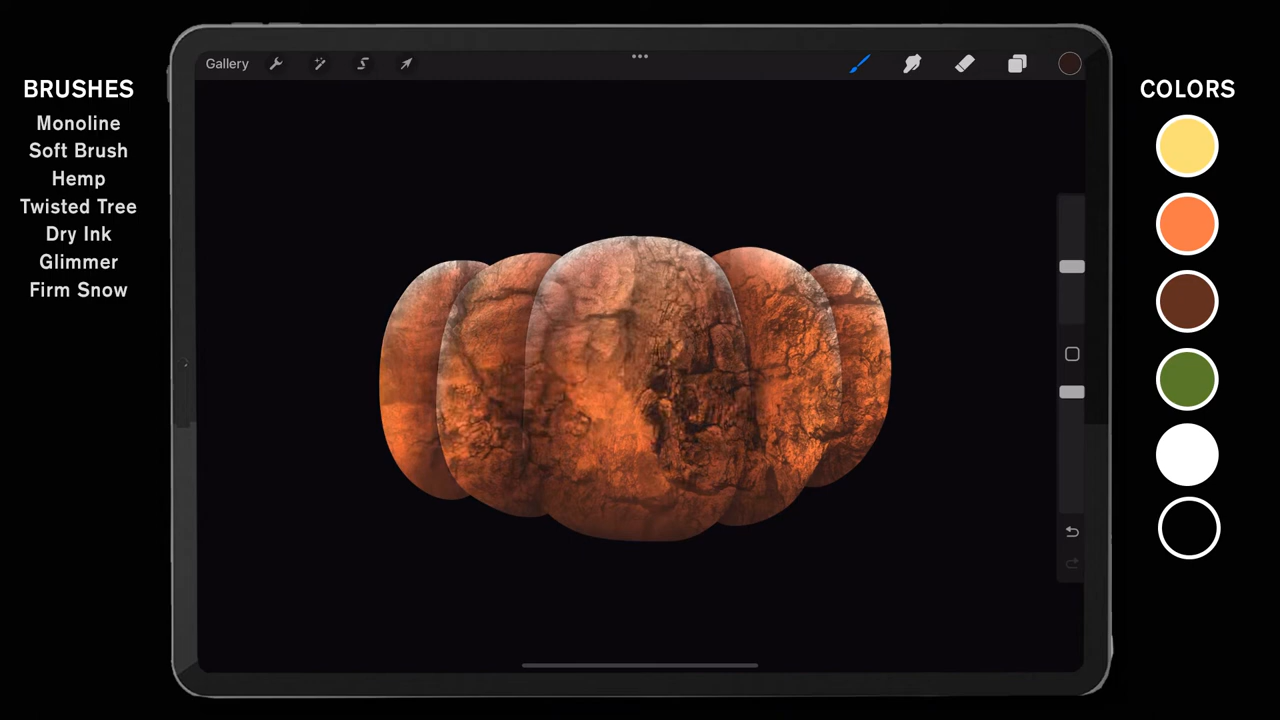 BRUSHES
Monoline
Soft Brush
Hemp
Twisted Tree
Dry Ink
Glimmer
Firm Snow
Gallery
COLORS